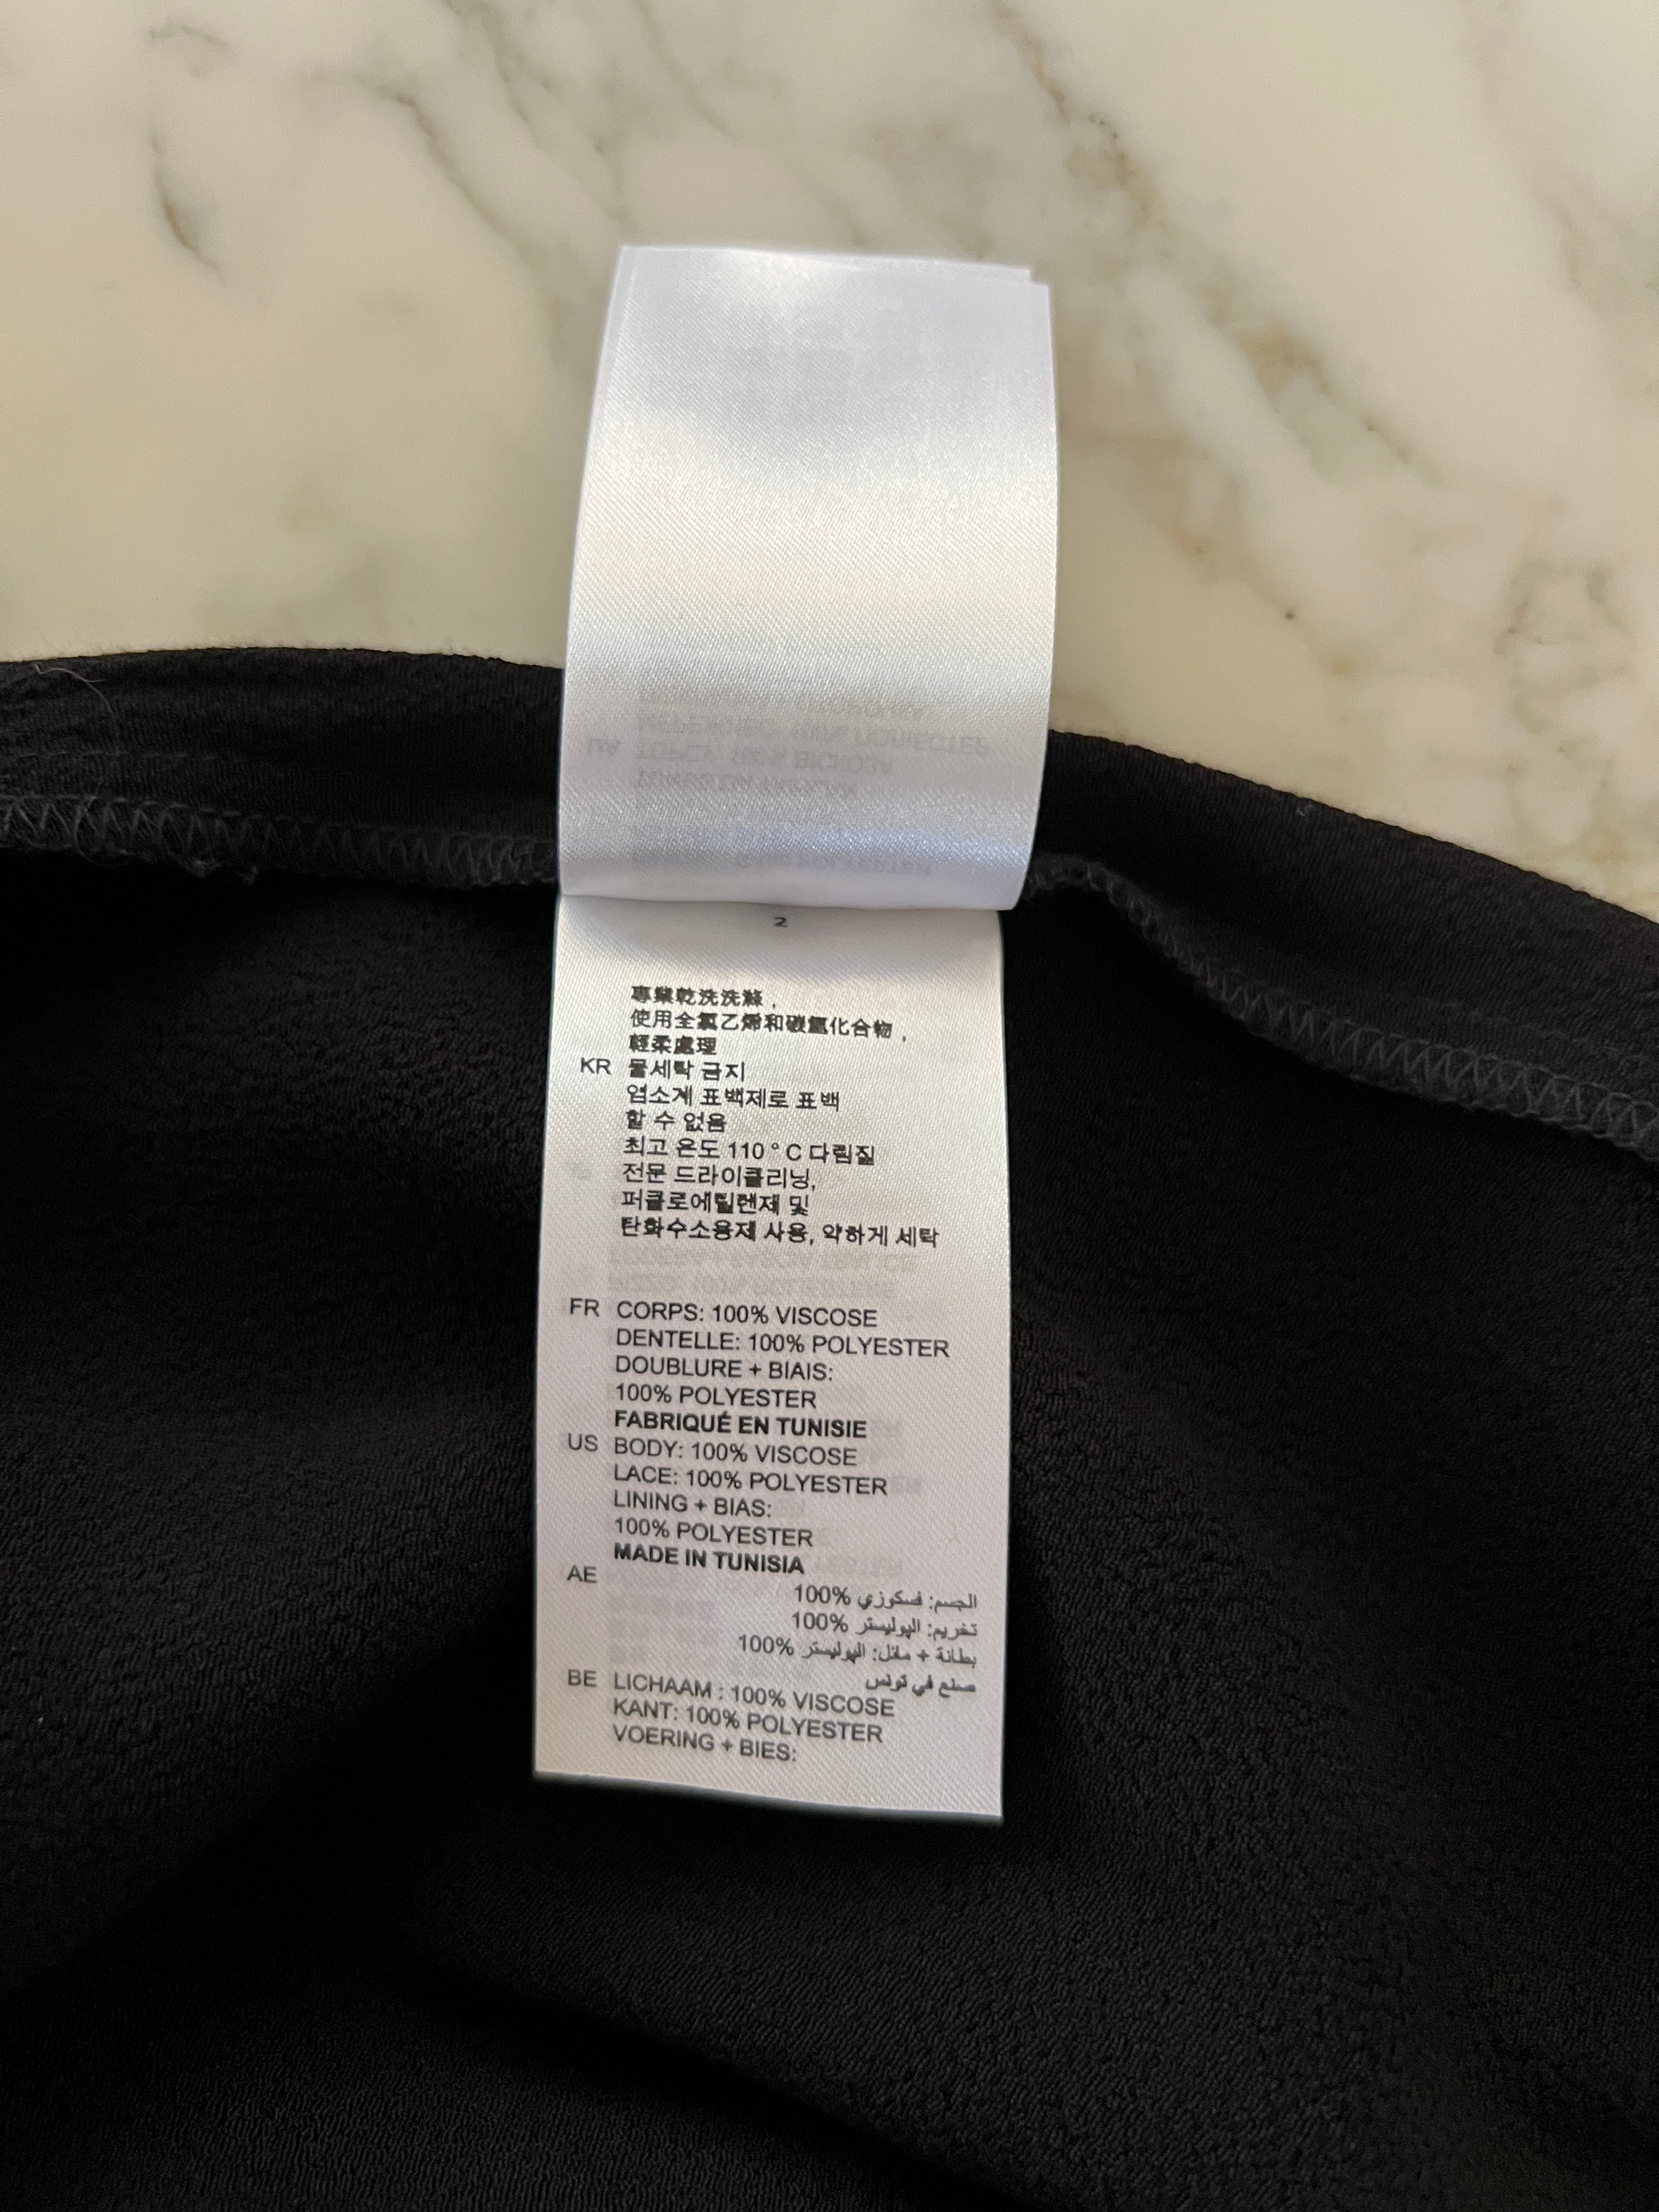 2
專業乾洗洗滌，
使用全氯乙烯和碳氫化合物，
輕柔處理
KR 물세탁 금지
염소계 표백제로 표백
할 수 없음
최고 온도 110 ° C 다림질
전문 드라이클리닝,
퍼클로에틸렌재 및
탄화수소용제 사용, 약하게 세탁
FR CORPS: 100% VISCOSE
DENTELLE: 100% POLYESTER
DOUBLURE + BIAIS:
100% POLYESTER
FABRIQUÉ EN TUNISIE
US BODY: 100% VISCOSE
LACE: 100% POLYESTER
LINING + BIAS:
100% POLYESTER
MADE IN TUNISIA
AE الجسم: فسكوزي %100
تخريم: البوليستر %100
بطانة + مائل: البوليستر %100
صنع في تونس
BE LICHAAM : 100% VISCOSE
KANT: 100% POLYESTER
VOERING + BIES: